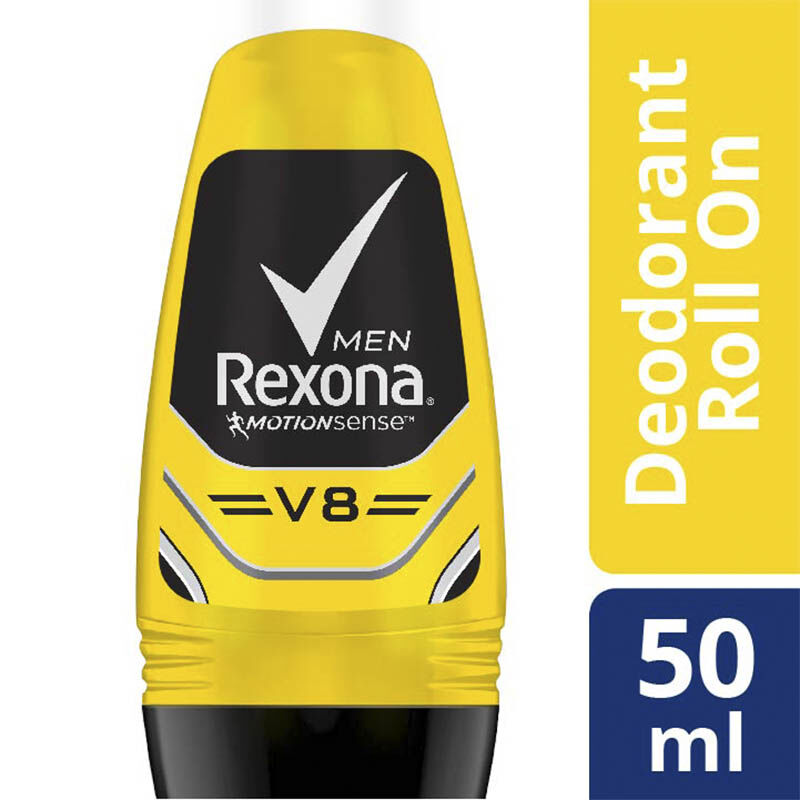 MEN
Rexona®
MOTIONsense™
V8
Deodorant
Roll On
50
ml